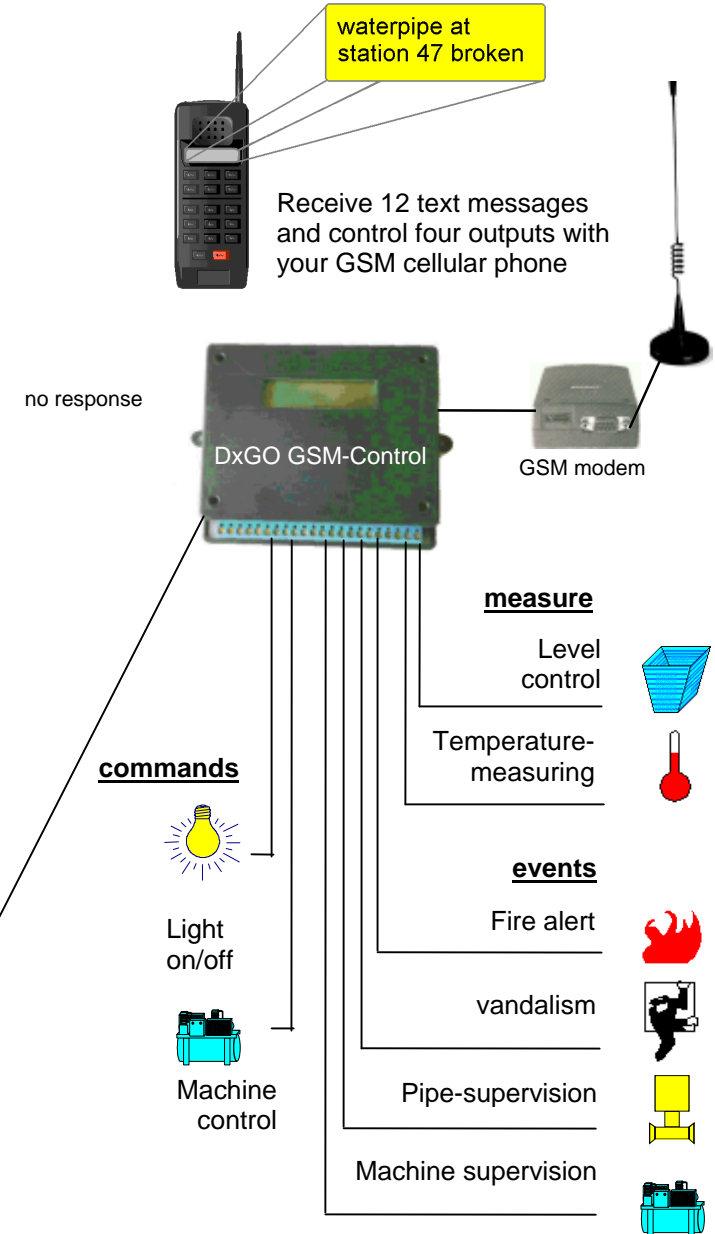 waterpipe at
station 47 broken
Receive 12 text messages
and control four outputs with
your GSM cellular phone
no response
DxGO GSM-Control
GSM modem
measure
Level
control
Temperature-
measuring
commands
Light
on/off
Machine
control
events
Fire alert
vandalism
Pipe-supervision
Machine supervision